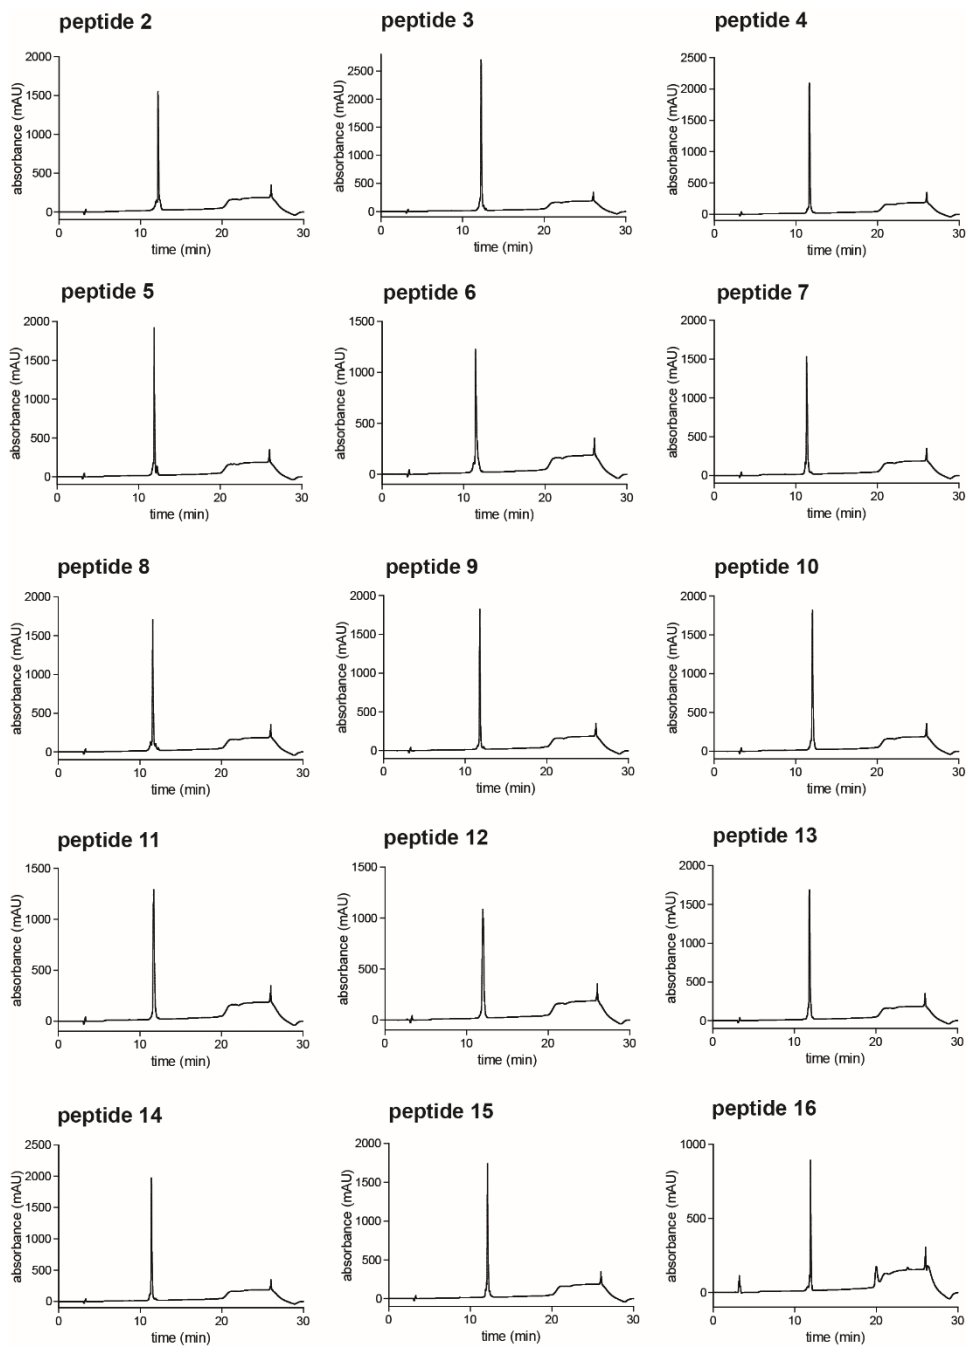 peptide 2
absorbance (mAU)
2000
1500
1000
500
0
0 10 20 30
time (min)
peptide 3
absorbance (mAU)
2500
2000
1500
1000
500
0
0 10 20 30
time (min)
peptide 4
absorbance (mAU)
2500
2000
1500
1000
500
0
0 10 20 30
time (min)
peptide 5
absorbance (mAU)
2000
1500
1000
500
0
0 10 20 30
time (min)
peptide 6
absorbance (mAU)
1500
1000
500
0
0 10 20 30
time (min)
peptide 7
absorbance (mAU)
2000
1500
1000
500
0
0 10 20 30
time (min)
peptide 8
absorbance (mAU)
2000
1500
1000
500
0
0 10 20 30
time (min)
peptide 9
absorbance (mAU)
2000
1500
1000
500
0
0 10 20 30
time (min)
peptide 10
absorbance (mAU)
2000
1500
1000
500
0
0 10 20 30
time (min)
peptide 11
absorbance (mAU)
1500
1000
500
0
0 10 20 30
time (min)
peptide 12
absorbance (mAU)
1500
1000
500
0
0 10 20 30
time (min)
peptide 13
absorbance (mAU)
2000
1500
1000
500
0
0 10 20 30
time (min)
peptide 14
absorbance (mAU)
2500
2000
1500
1000
500
0
0 10 20 30
time (min)
peptide 15
absorbance (mAU)
2000
1500
1000
500
0
0 10 20 30
time (min)
peptide 16
absorbance (mAU)
1000
500
0
0 10 20 30
time (min)